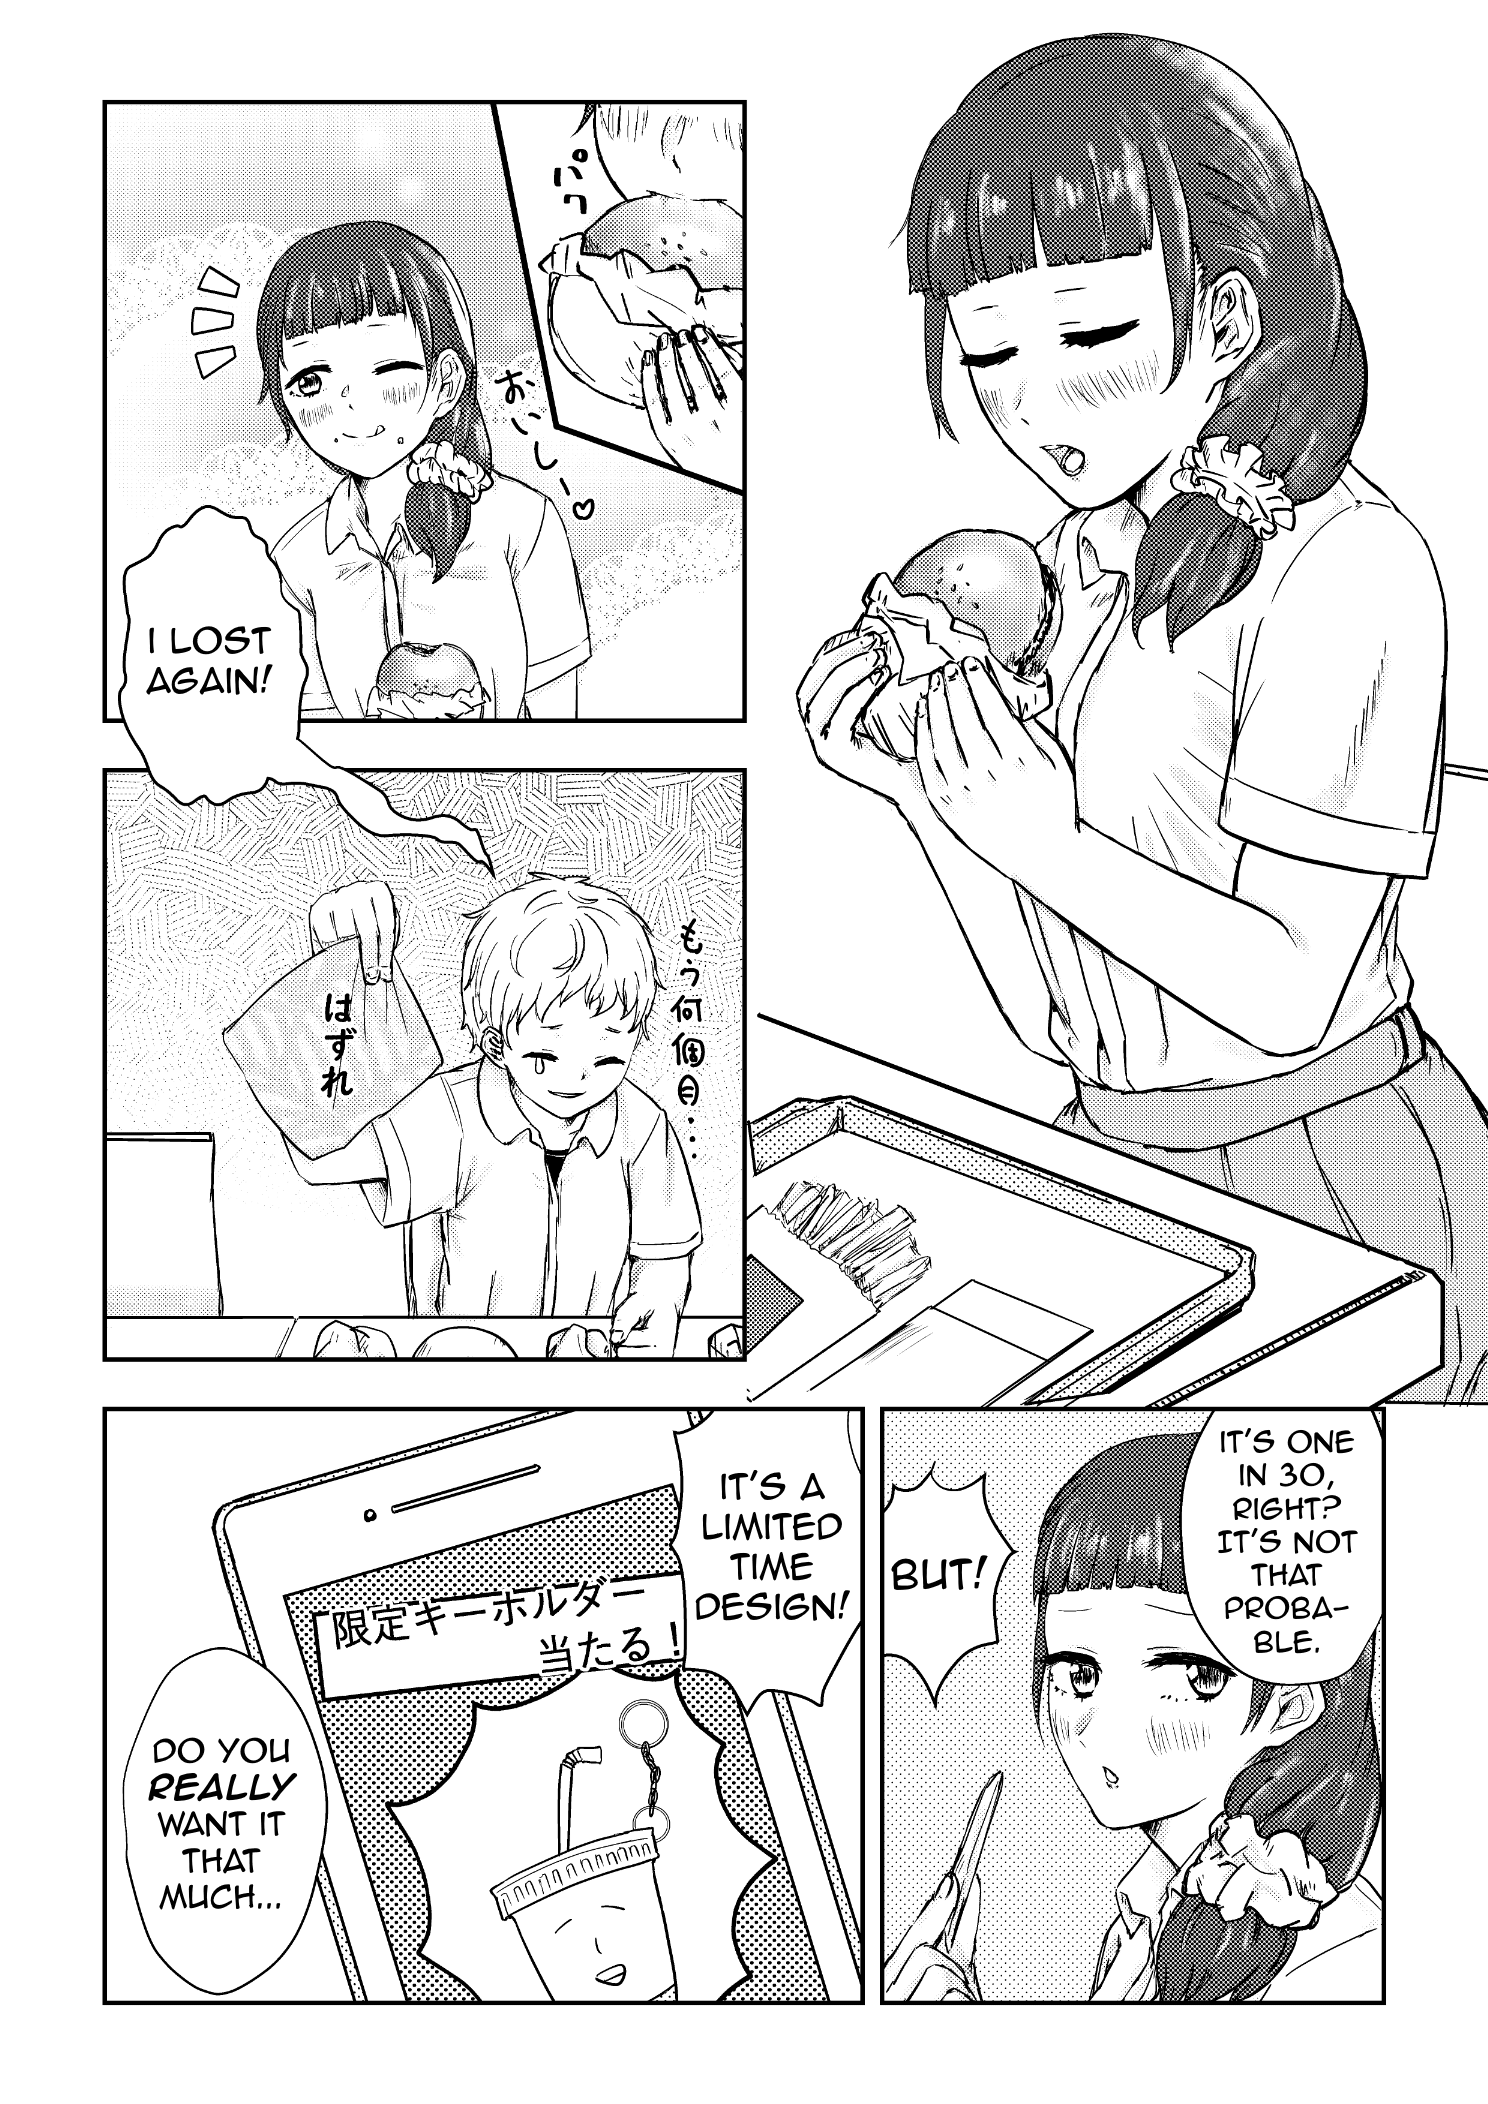 パク
おいしー♡
I LOST
AGAIN!
もう何個目・・・
はずれ
IT'S ONE
IN 30,
RIGHT?
IT'S NOT
THAT
PROBA-
BLE.
BUT!
IT'S A
LIMITED
TIME
DESIGN!
限定キーホルダー
当たる！
DO YOU
REALLY
WANT IT
THAT
MUCH...